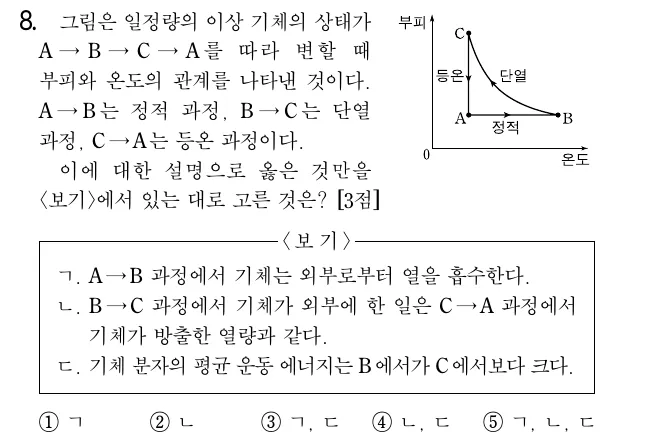 8. 그림은 일정량의 이상 기체의 상태가
A → B → C → A를 따라 변할 때
부피와 온도의 관계를 나타낸 것이다.
A→B는 정적 과정, B→C는 단열
과정, C→A는 등온 과정이다.
이에 대한 설명으로 옳은 것만을
<보기>에서 있는 대로 고른 것은? [3점]
부피
C
등온
단열
A
정적
B
0
온도
<보 기>
ㄱ. A→B 과정에서 기체는 외부로부터 열을 흡수한다.
ㄴ. B→C 과정에서 기체가 외부에 한 일은 C→A 과정에서
기체가 방출한 열량과 같다.
ㄷ. 기체 분자의 평균 운동 에너지는 B에서가 C에서보다 크다.
① ㄱ ② ㄴ ③ ㄱ, ㄷ ④ ㄴ, ㄷ ⑤ ㄱ, ㄴ, ㄷ